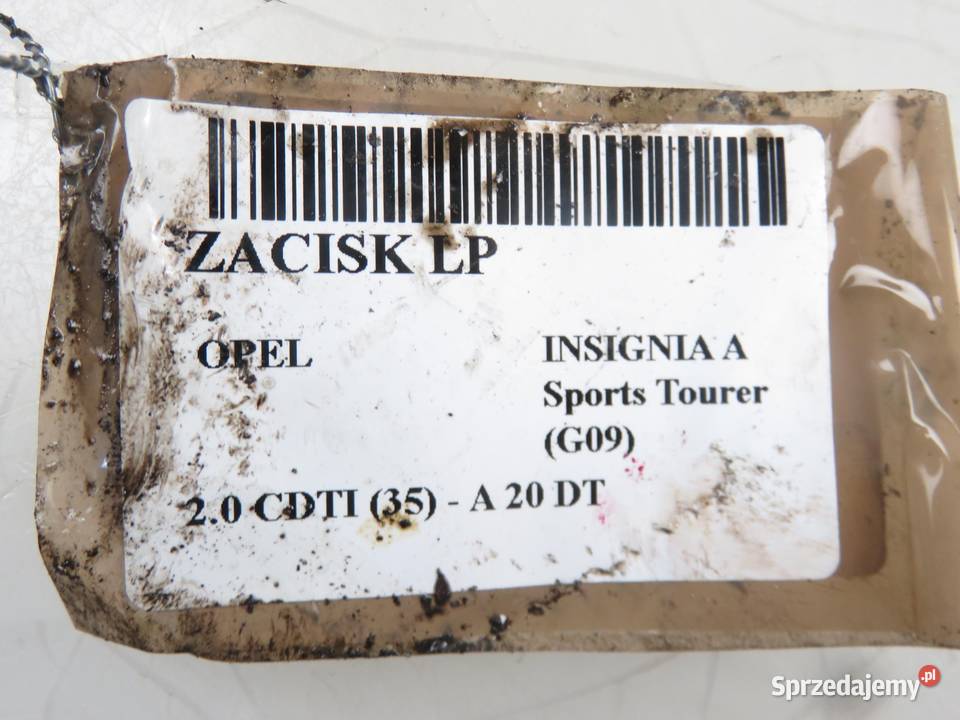 ZACISK LP
OPEL
INSIGNIA A
Sports Tourer
(G09)
2.0 CDTI (35) - A 20 DT
Sprzedajemy.pl